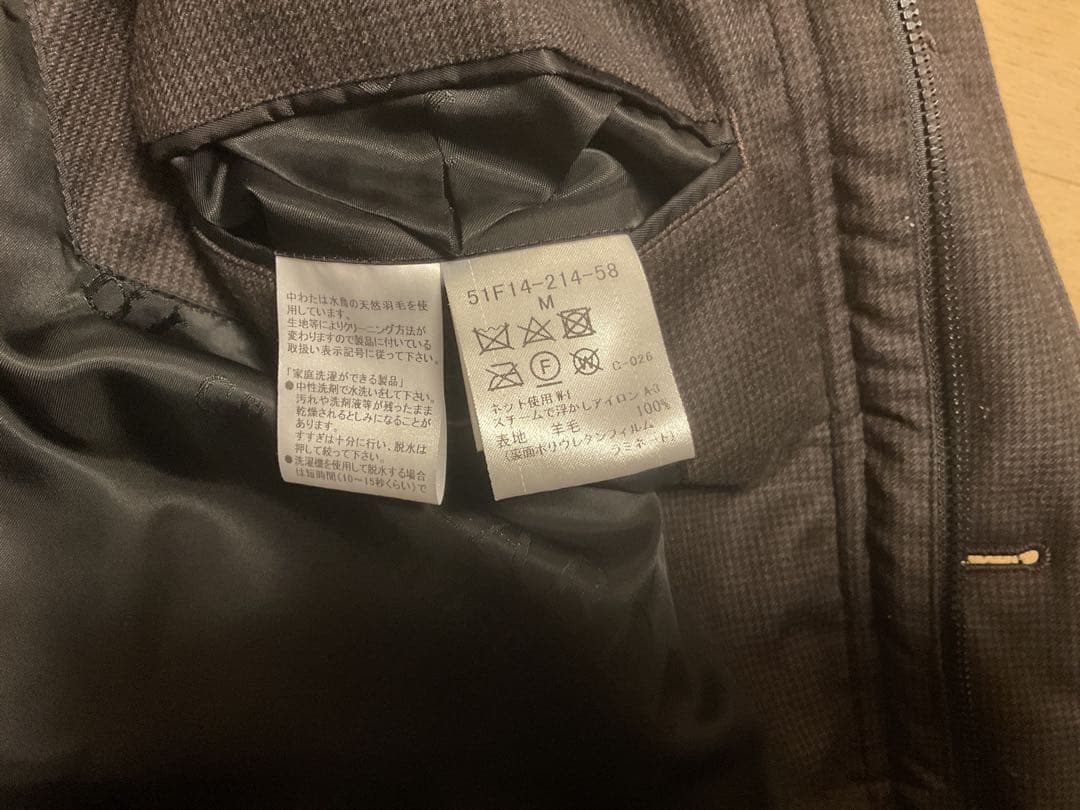 中わたは水鳥の天然羽毛を使
用しています。
生地等によりクリーニング方法が
変わりますので製品に付いている
取扱い表示記号に従って下さい。
「家庭洗濯ができる製品」
●中性洗剤で水洗いをして下さい。
汚れや洗剤液等が残ったまま
乾燥されるとしみになることが
あります。
すすぎは十分に行い、脱水は
押して絞って下さい。
●洗濯機を使用して脱水する場合
は短時間(10～15秒くらい)で
51F14-214-58
M
F W C-026
ネット使用 W-1
スチームで浮かしアイロン A-3
表地 羊毛 100%
(裏面ポリウレタンフィルム
ラミネート)